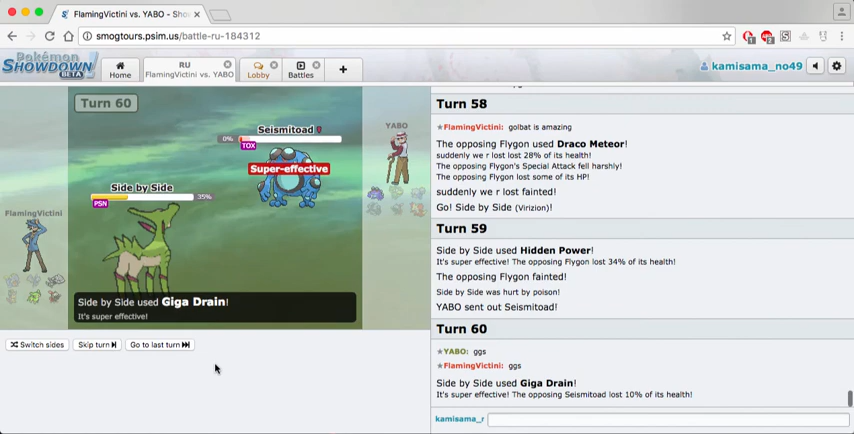 FlamingVictini vs. YABO - Sho
smogtours.psim.us/battle-ru-184312
Pokémon
SHOWDOWN!
BETA
Home
RU
FlamingVictini vs. YABO
Lobby
Battles
+
kamisama_no49
Turn 60
Seismitoad
0%
TOX
Super-effective
YABO
Side by Side
35%
PSN
FlamingVictini
Side by Side used Giga Drain!
It's super effective!
Switch sides
Skip turn
Go to last turn
Turn 58
★FlamingVictini: golbat is amazing
The opposing Flygon used Draco Meteor!
suddenly we r lost lost 28% of its health!
The opposing Flygon's Special Attack fell harshly!
The opposing Flygon lost some of its HP!
suddenly we r lost fainted!
Go! Side by Side (Virizion)!
Turn 59
Side by Side used Hidden Power!
It's super effective! The opposing Flygon lost 34% of its health!
The opposing Flygon fainted!
Side by Side was hurt by poison!
YABO sent out Seismitoad!
Turn 60
★YABO: ggs
★FlamingVictini: ggs
Side by Side used Giga Drain!
It's super effective! The opposing Seismitoad lost 10% of its health!
kamisama_r